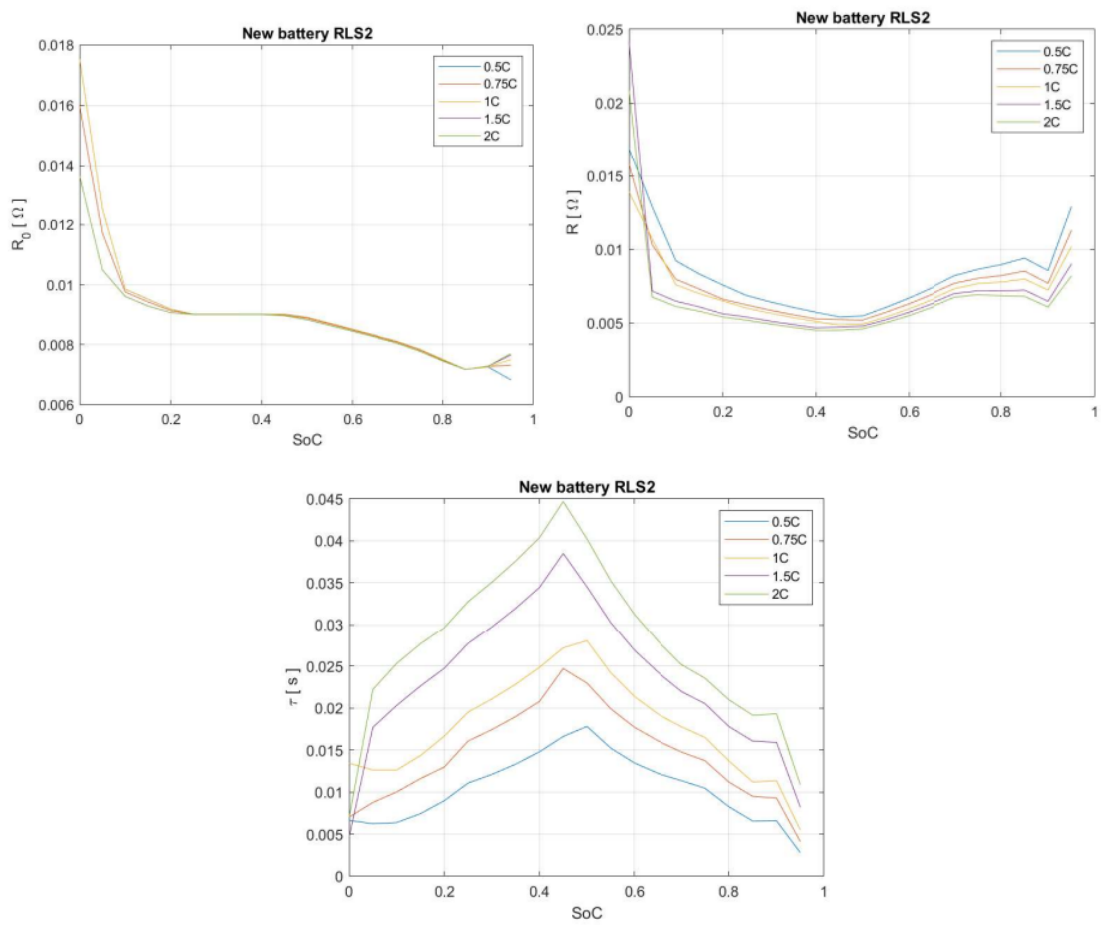 New battery RLS2
0.018
0.016
0.014
0.012
0.01
0.008
0.006
R0 [ Ω ]
0
0.2
0.4
0.6
0.8
1
SoC
0.5C
0.75C
1C
1.5C
2C
New battery RLS2
0.025
0.02
0.015
0.01
0.005
0
R [ Ω ]
0
0.2
0.4
0.6
0.8
1
SoC
0.5C
0.75C
1C
1.5C
2C
New battery RLS2
0.045
0.04
0.035
0.03
0.025
0.02
0.015
0.01
0.005
0
τ [ s ]
0
0.2
0.4
0.6
0.8
1
SoC
0.5C
0.75C
1C
1.5C
2C